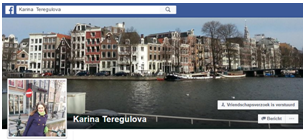 Karina Teregulova
Vriendschapsverzoek is verstuurd
Karina Teregulova
Bericht